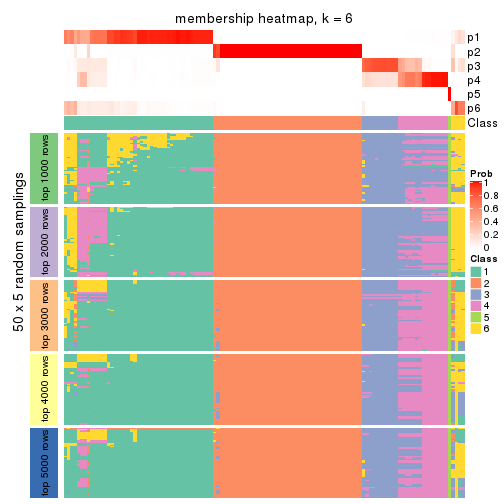 membership heatmap, k = 6
p1
p2
p3
p4
p5
p6
Class
50 x 5 random samplings
top 1000 rows
top 2000 rows
top 3000 rows
top 4000 rows
top 5000 rows
Prob
1
0.8
0.6
0.4
0.2
0
Class
1
2
3
4
5
6